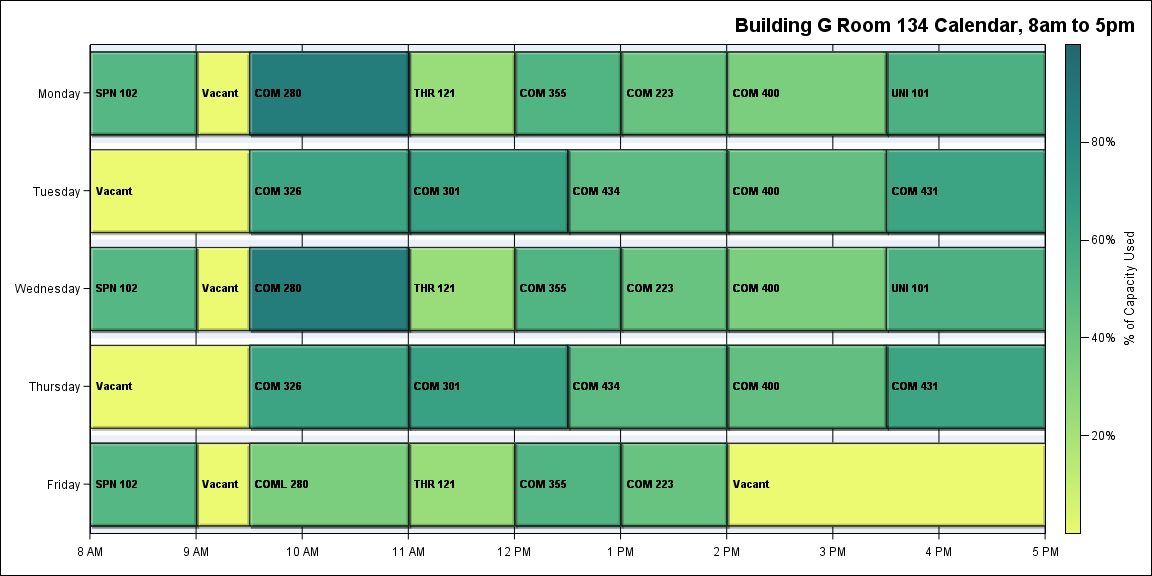 Building G Room 134 Calendar, 8am to 5pm
Monday
SPN 102
Vacant
COM 280
THR 121
COM 355
COM 223
COM 400
UNI 101
Tuesday
Vacant
COM 326
COM 301
COM 434
COM 400
COM 431
Wednesday
SPN 102
Vacant
COM 280
THR 121
COM 355
COM 223
COM 400
UNI 101
Thursday
Vacant
COM 326
COM 301
COM 434
COM 400
COM 431
Friday
SPN 102
Vacant
COML 280
THR 121
COM 355
COM 223
Vacant
8 AM
9 AM
10 AM
11 AM
12 PM
1 PM
2 PM
3 PM
4 PM
5 PM
80%
60%
40%
20%
% of Capacity Used